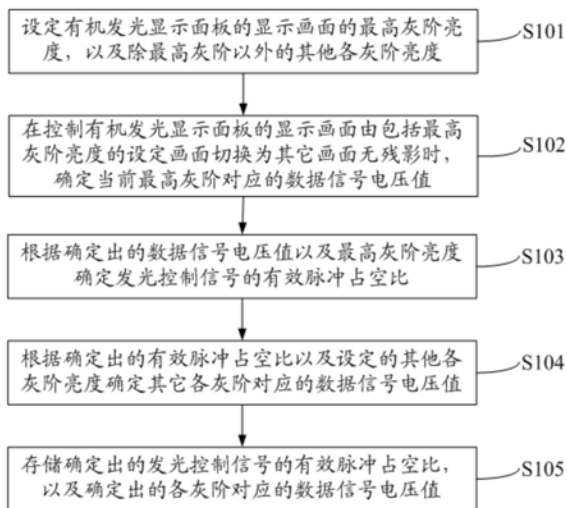 设定有机发光显示面板的显示画面的最高灰阶亮
度，以及除最高灰阶以外的其他各灰阶亮度
S101
在控制有机发光显示面板的显示画面由包括最高
灰阶亮度的设定画面切换为其它画面无残影时，
确定当前最高灰阶对应的数据信号电压值
S102
根据确定出的数据信号电压值以及最高灰阶亮度
确定发光控制信号的有效脉冲占空比
S103
根据确定出的有效脉冲占空比以及设定的其他各
灰阶亮度确定其它各灰阶对应的数据信号电压值
S104
存储确定出的发光控制信号的有效脉冲占空比，
以及确定出的各灰阶对应的数据信号电压值
S105